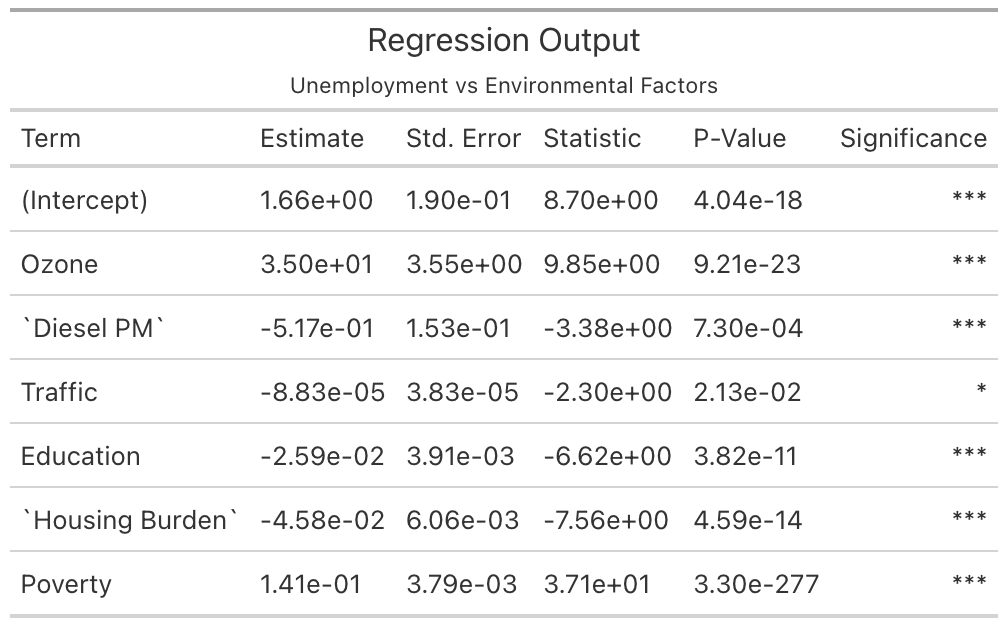 Regression Output
Unemployment vs Environmental Factors
Term Estimate Std. Error Statistic P-Value Significance
(Intercept) 1.66e+00 1.90e−01 8.70e+00 4.04e−18 ***
Ozone 3.50e+01 3.55e+00 9.85e+00 9.21e−23 ***
`Diesel PM` -5.17e−01 1.53e−01 -3.38e+00 7.30e−04 ***
Traffic -8.83e−05 3.83e−05 -2.30e+00 2.13e−02 *
Education -2.59e−02 3.91e−03 -6.62e+00 3.82e−11 ***
`Housing Burden` -4.58e−02 6.06e−03 -7.56e+00 4.59e−14 ***
Poverty 1.41e−01 3.79e−03 3.71e+01 3.30e−277 ***